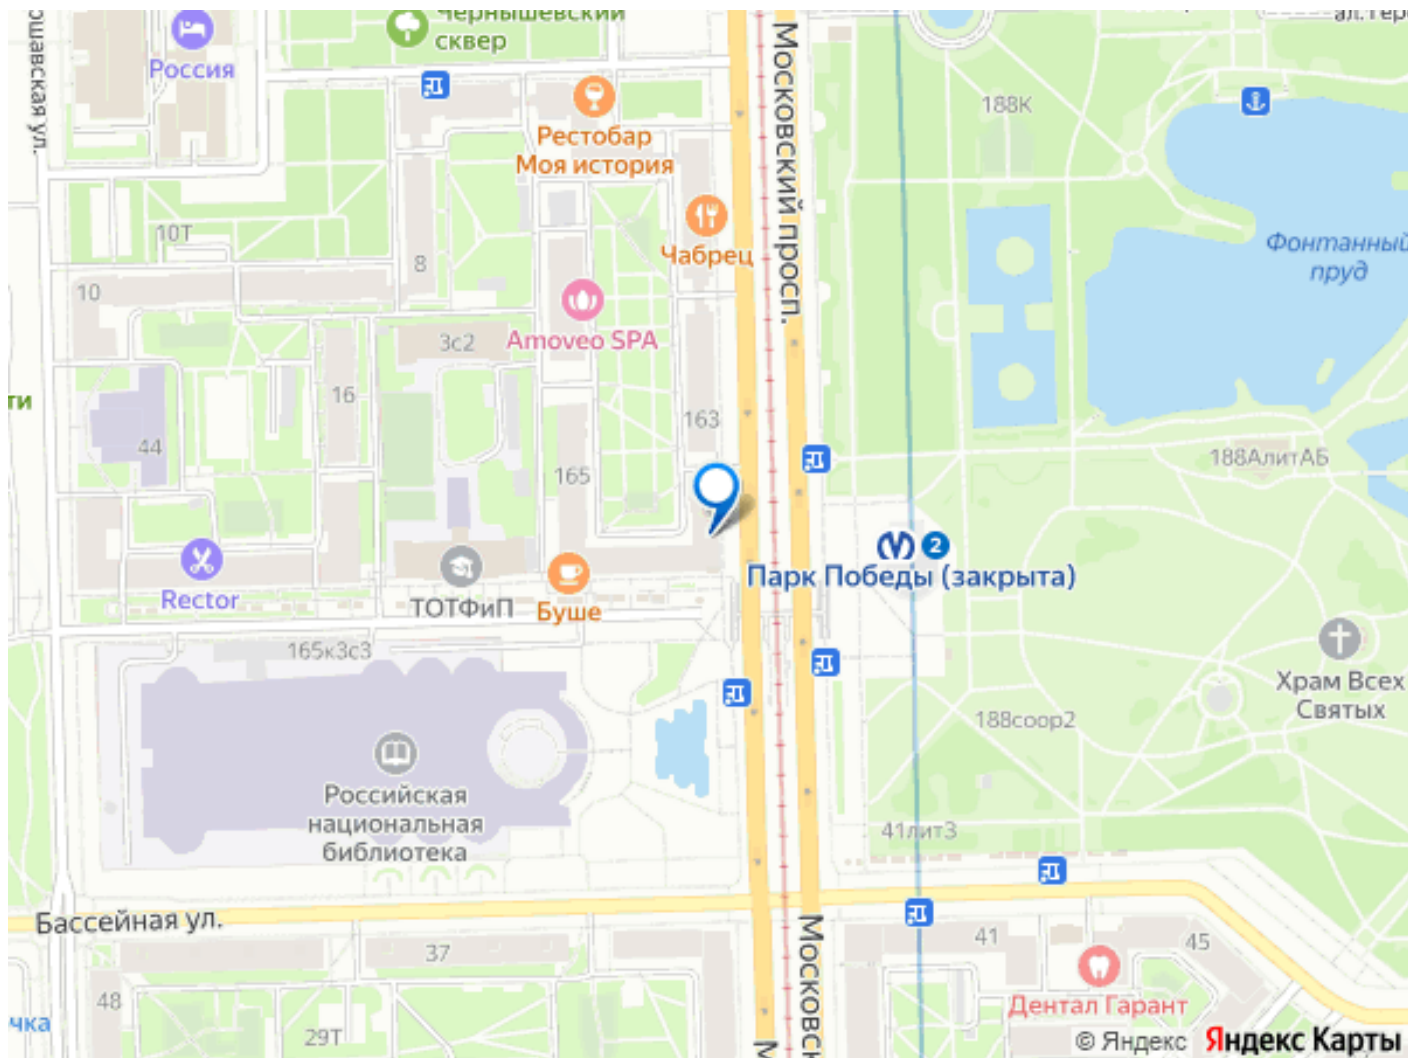 Чернышевский
сквер
Россия
Рестобар
Моя история
188К
Московский просп.
Чабрец
Фонтанный
пруд
10Т
8
10
Amoveo SPA
3с2
16
163
44
165
188АлитАБ
2
Парк Победы (закрыта)
Rector
ТОТФиП
Буше
165к3с3
Храм Всех
Святых
188соор2
Российская
национальная
библиотека
41литЗ
Бассейная ул.
37
41
45
48
29Т
Дентал Гарант
© Яндекс Яндекс Карты